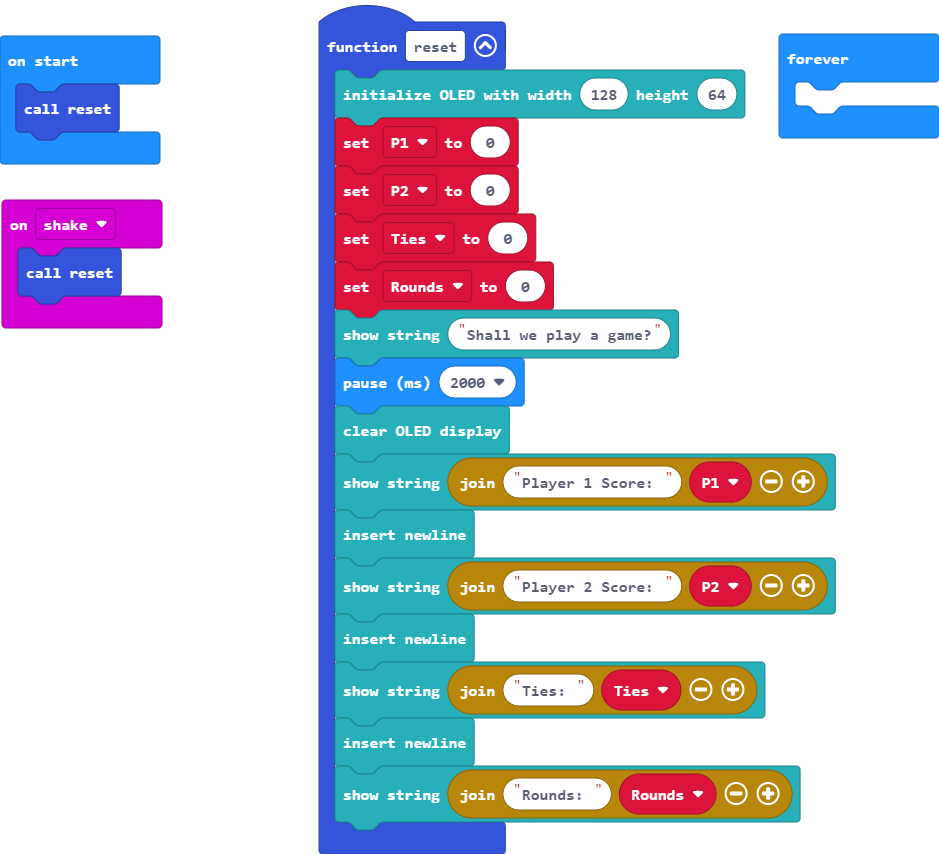 on start
call reset
on shake
call reset
function reset
initialize OLED with width 128 height 64
set P1 to 0
set P2 to 0
set Ties to 0
set Rounds to 0
show string "Shall we play a game?"
pause (ms) 2000
clear OLED display
show string join "Player 1 Score: " P1
insert newline
show string join "Player 2 Score: " P2
insert newline
show string join "Ties: " Ties
insert newline
show string join "Rounds: " Rounds
forever